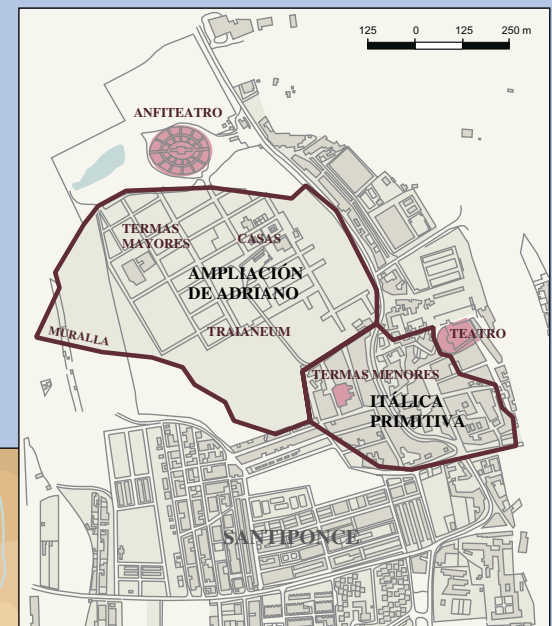 125 0 125 250 m
ANFITEATRO
TERMAS
MAYORES
CASAS
AMPLIACIÓN
DE ADRIANO
MURALLA
TRAIANEUM
TEATRO
TERMAS MENORES
ITÁLICA
PRIMITIVA
SANTIPONCE